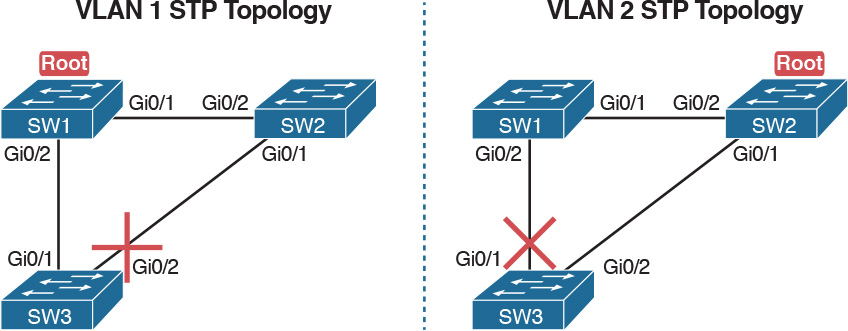 VLAN 1 STP Topology
Root
SW1
Gi0/1
Gi0/2
SW2
Gi0/2
Gi0/1
Gi0/1
Gi0/2
SW3
VLAN 2 STP Topology
Root
SW1
Gi0/1
Gi0/2
SW2
Gi0/2
Gi0/1
Gi0/1
Gi0/2
SW3